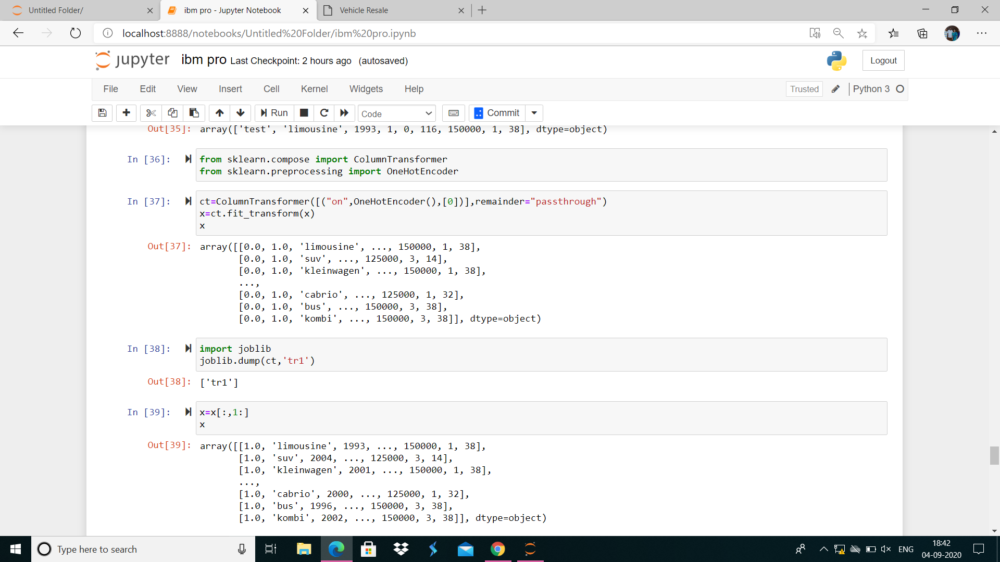 Untitled Folder/
ibm pro - Jupyter Notebook
Vehicle Resale
localhost:8888/notebooks/Untitled%20Folder/ibm%20pro.ipynb
jupyter ibm pro Last Checkpoint: 2 hours ago (autosaved)
Logout
File Edit View Insert Cell Kernel Widgets Help
Trusted
Python 3
Run
Code
Commit
Out[35]: array(['test', 'limousine', 1993, 1, 0, 116, 150000, 1, 38], dtype=object)
In [36]: from sklearn.compose import ColumnTransformer
from sklearn.preprocessing import OneHotEncoder
In [37]: ct=ColumnTransformer([("on",OneHotEncoder(),[0])],remainder="passthrough")
x=ct.fit_transform(x)
x
Out[37]: array([[0.0, 1.0, 'limousine', ..., 150000, 1, 38],
[0.0, 1.0, 'suv', ..., 125000, 3, 14],
[0.0, 1.0, 'kleinwagen', ..., 150000, 1, 38],
...,
[0.0, 1.0, 'cabrio', ..., 125000, 1, 32],
[0.0, 1.0, 'bus', ..., 150000, 3, 38],
[0.0, 1.0, 'kombi', ..., 150000, 3, 38]], dtype=object)
In [38]: import joblib
joblib.dump(ct,'tr1')
Out[38]: ['tr1']
In [39]: x=x[:,1:]
x
Out[39]: array([[1.0, 'limousine', 1993, ..., 150000, 1, 38],
[1.0, 'suv', 2004, ..., 125000, 3, 14],
[1.0, 'kleinwagen', 2001, ..., 150000, 1, 38],
...,
[1.0, 'cabrio', 2000, ..., 125000, 1, 32],
[1.0, 'bus', 1996, ..., 150000, 3, 38],
[1.0, 'kombi', 2002, ..., 150000, 3, 38]], dtype=object)
Type here to search
ENG
18:42
04-09-2020